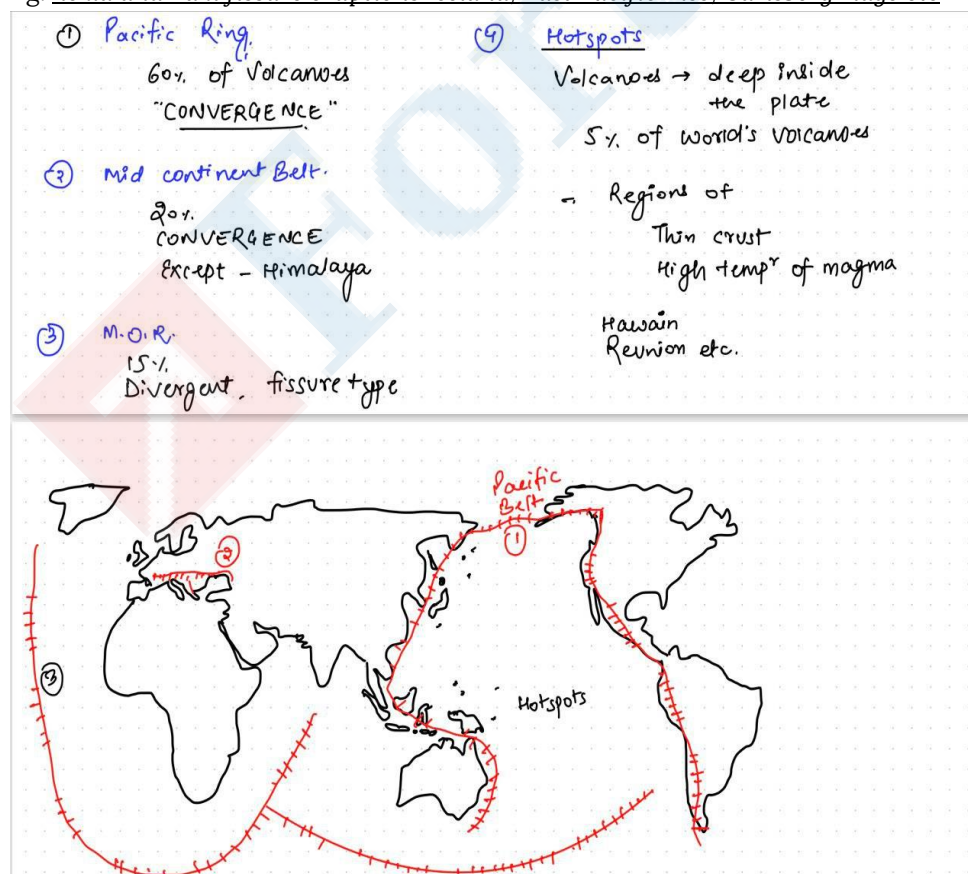 ① Pacific Ring
60% of Volcanoes
"CONVERGENCE"
② Mid continent Belt.
20%
CONVERGENCE
Except - Himalaya
③ M.O.R.
15%
Divergent, fissure type
④ Hotspots
Volcanoes → deep inside
the plate
5% of world's volcanoes
- Regions of
Thin crust
High tempʳ of magma
Hawain
Reunion etc.
Pacific
Belt
①
②
③
Hotspots